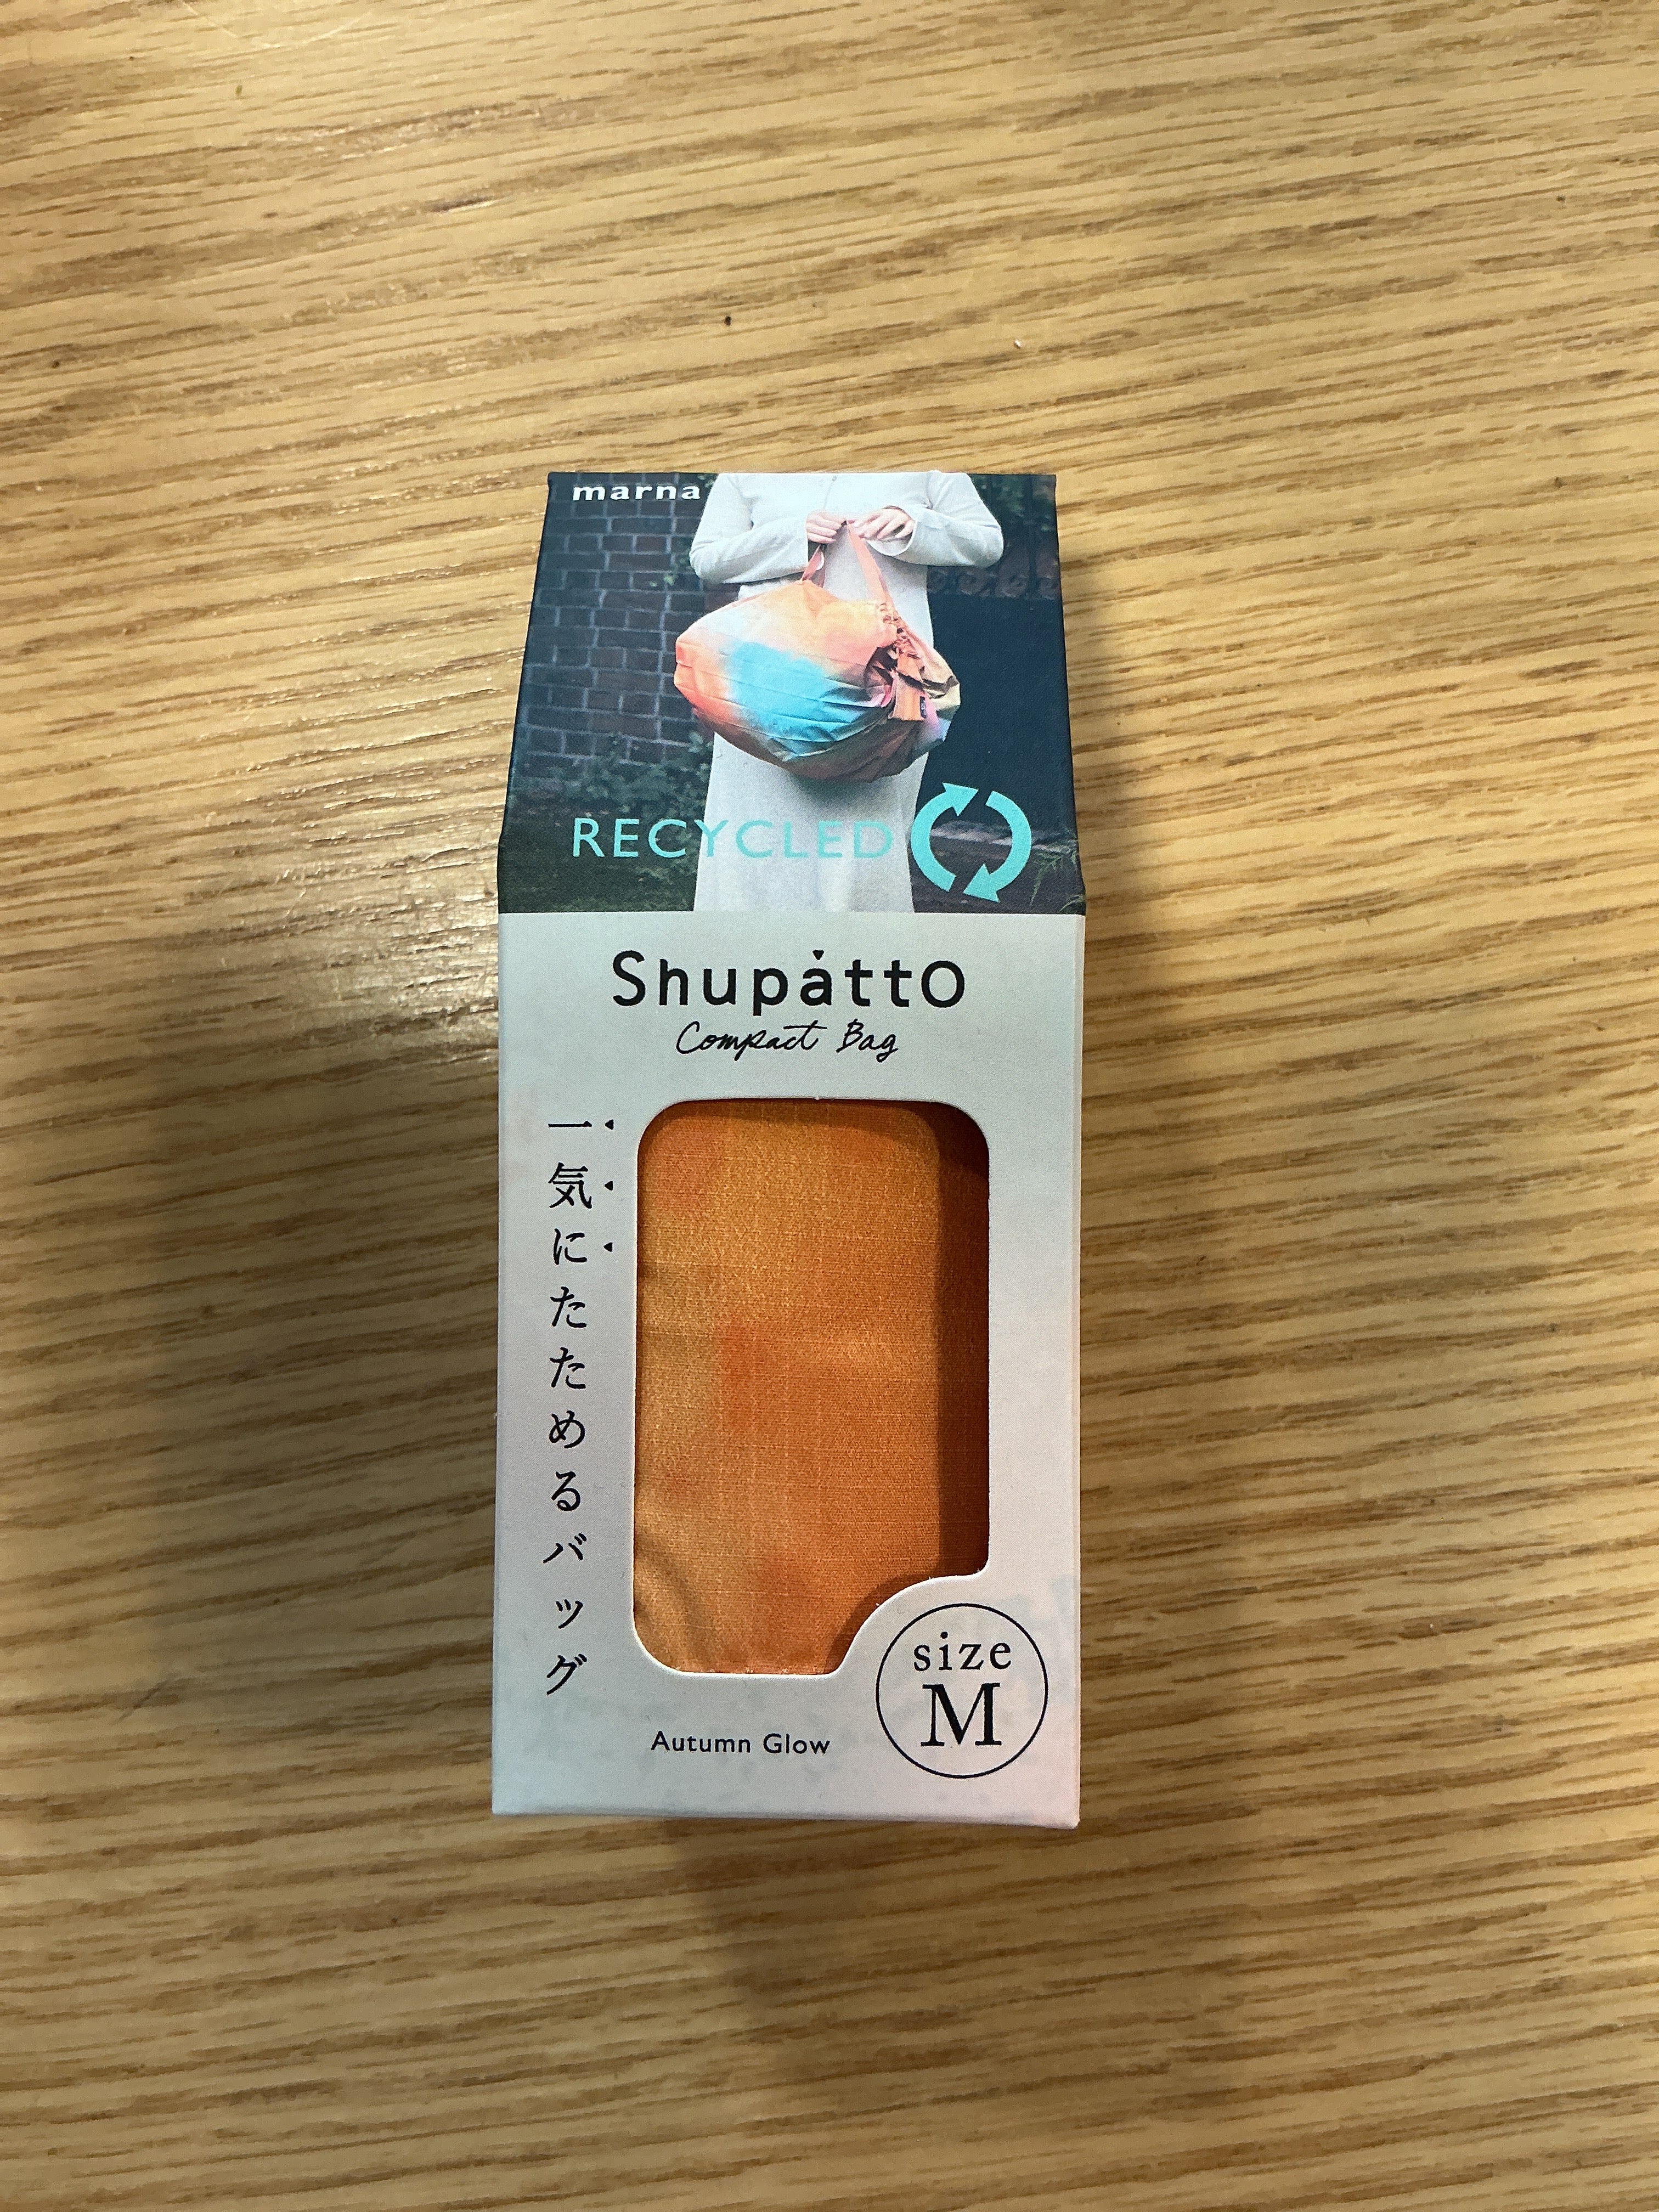 marna
RECYCLED
Shupatto
Compact Bag
一気にたためるバッグ
size
M
Autumn Glow